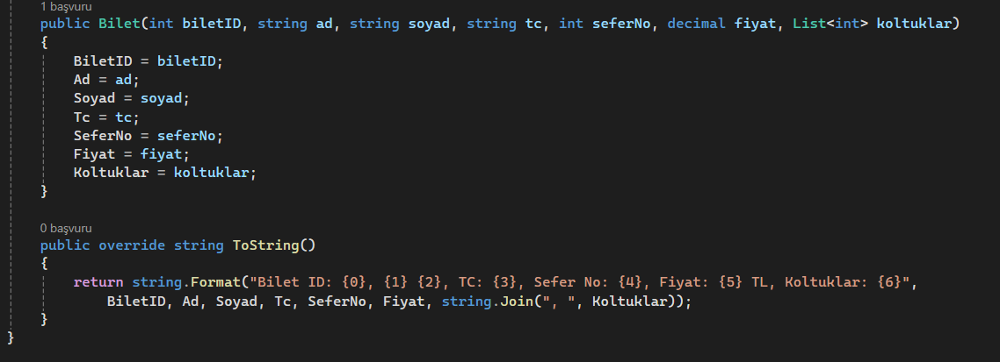 1 başvuru
public Bilet(int biletID, string ad, string soyad, string tc, int seferNo, decimal fiyat, List<int> koltuklar)
{
BiletID = biletID;
Ad = ad;
Soyad = soyad;
Tc = tc;
SeferNo = seferNo;
Fiyat = fiyat;
Koltuklar = koltuklar;
}
0 başvuru
public override string ToString()
{
return string.Format("Bilet ID: {0}, {1} {2}, TC: {3}, Sefer No: {4}, Fiyat: {5} TL, Koltuklar: {6}",
BiletID, Ad, Soyad, Tc, SeferNo, Fiyat, string.Join(", ", Koltuklar));
}
}